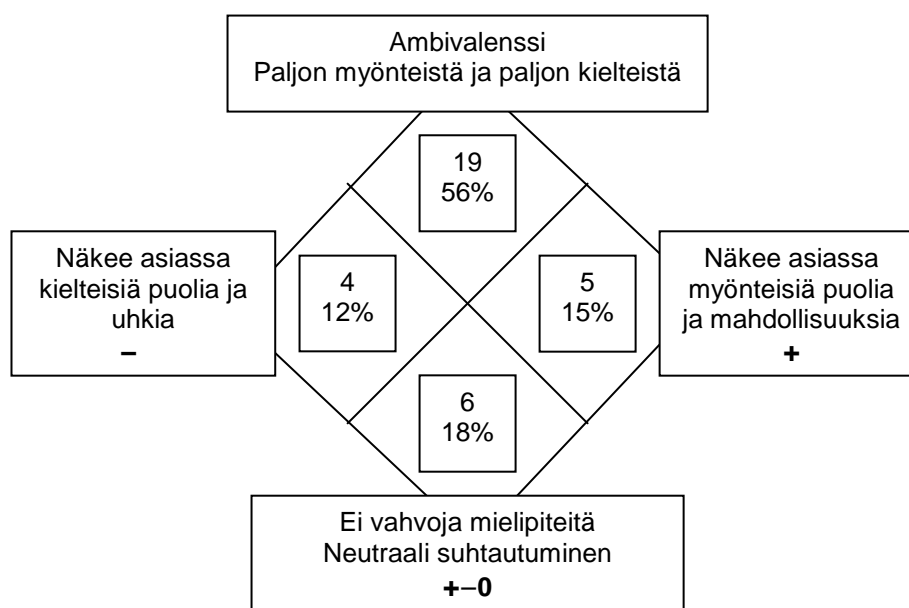 Ambivalenssi
Paljon myönteistä ja paljon kielteistä
19
56%
Näkee asiassa
kielteisiä puolia ja
uhkia
–
4
12%
5
15%
Näkee asiassa
myönteisiä puolia
ja mahdollisuuksia
+
6
18%
Ei vahvoja mielipiteitä
Neutraali suhtautuminen
+–0